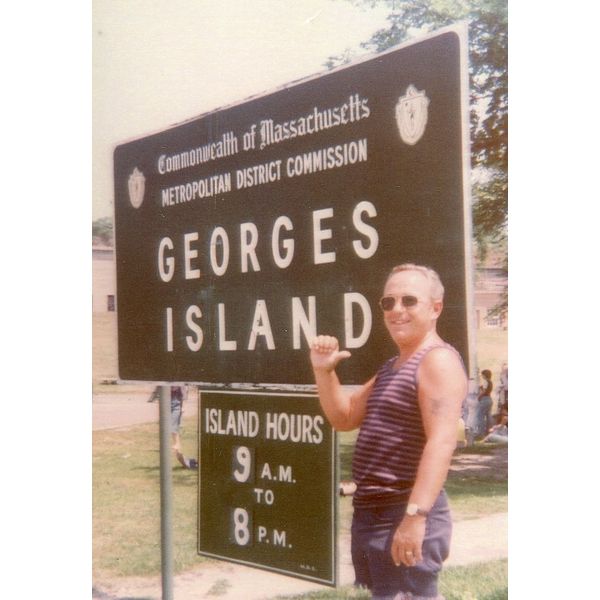 Commonwealth of Massachusetts
METROPOLITAN DISTRICT COMMISSION
GEORGES
ISLAND
ISLAND HOURS
9 A.M.
TO
8 P.M.